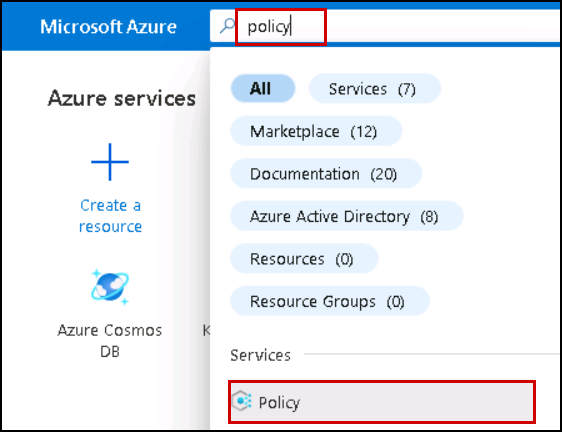 Microsoft Azure
policy
Azure services
All
Services (7)
Marketplace (12)
Documentation (20)
Create a
resource
Azure Active Directory (8)
Resources (0)
Resource Groups (0)
Azure Cosmos
DB
K
Services
Policy